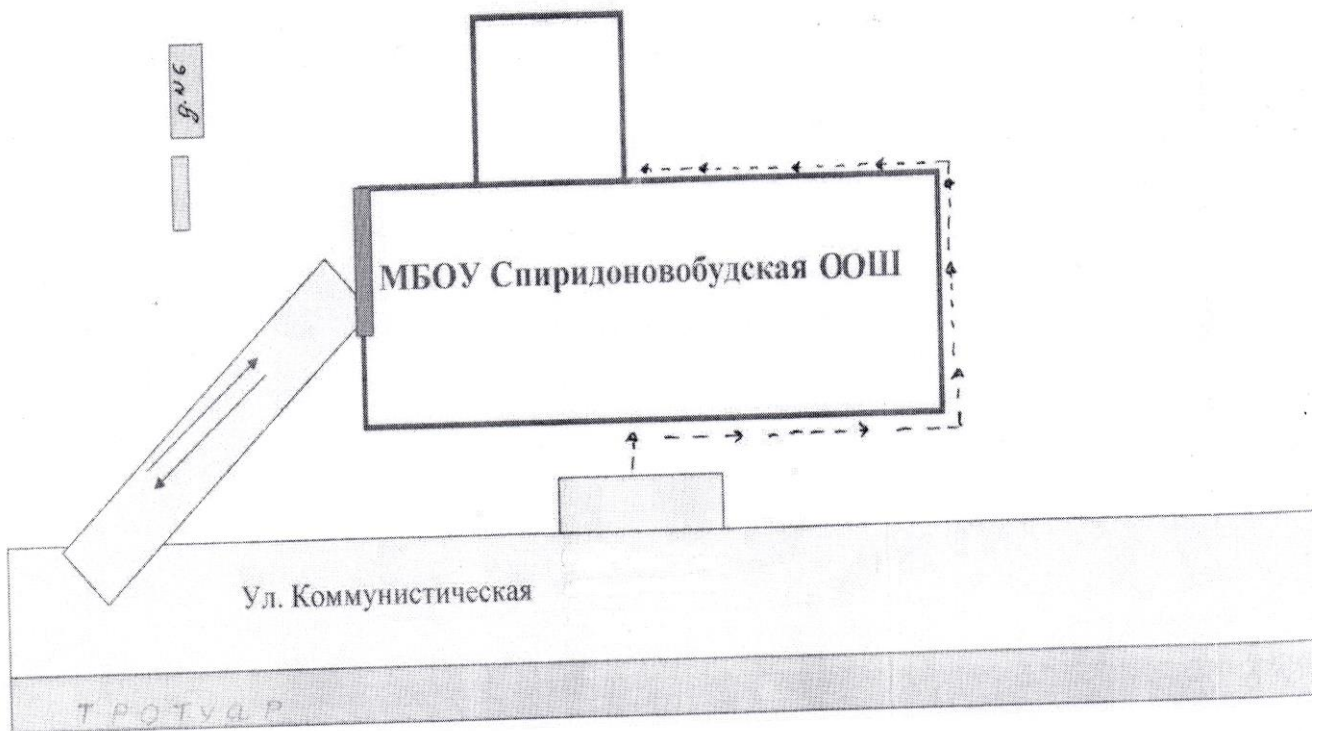 д. №6
МБОУ Спиридоновобудская ООШ
Ул. Коммунистическая
ТРОТУАР